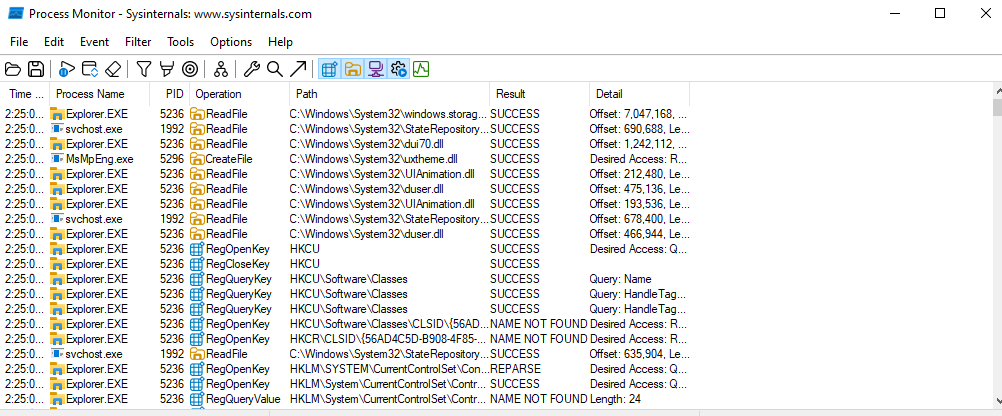 Process Monitor - Sysinternals: www.sysinternals.com
File Edit Event Filter Tools Options Help
Time ... Process Name PID Operation Path Result Detail
2:25:0... Explorer.EXE 5236 ReadFile C:\Windows\System32\windows.storag... SUCCESS Offset: 7,047,168, ...
2:25:0... svchost.exe 1992 ReadFile C:\Windows\System32\StateRepository... SUCCESS Offset: 690,688, Le...
2:25:0... Explorer.EXE 5236 ReadFile C:\Windows\System32\dui70.dll SUCCESS Offset: 1,242,112, ...
2:25:0... MsMpEng.exe 5296 CreateFile C:\Windows\System32\uxtheme.dll SUCCESS Desired Access: R...
2:25:0... Explorer.EXE 5236 ReadFile C:\Windows\System32\UIAnimation.dll SUCCESS Offset: 212,480, Le...
2:25:0... Explorer.EXE 5236 ReadFile C:\Windows\System32\duser.dll SUCCESS Offset: 475,136, Le...
2:25:0... Explorer.EXE 5236 ReadFile C:\Windows\System32\UIAnimation.dll SUCCESS Offset: 193,536, Le...
2:25:0... svchost.exe 1992 ReadFile C:\Windows\System32\StateRepository... SUCCESS Offset: 678,400, Le...
2:25:0... Explorer.EXE 5236 ReadFile C:\Windows\System32\duser.dll SUCCESS Offset: 466,944, Le...
2:25:0... Explorer.EXE 5236 RegOpenKey HKCU SUCCESS Desired Access: Q...
2:25:0... Explorer.EXE 5236 RegCloseKey HKCU SUCCESS
2:25:0... Explorer.EXE 5236 RegQueryKey HKCU\Software\Classes SUCCESS Query: Name
2:25:0... Explorer.EXE 5236 RegQueryKey HKCU\Software\Classes SUCCESS Query: HandleTag...
2:25:0... Explorer.EXE 5236 RegQueryKey HKCU\Software\Classes SUCCESS Query: HandleTag...
2:25:0... Explorer.EXE 5236 RegOpenKey HKCU\Software\Classes\CLSID\{56AD... NAME NOT FOUND Desired Access: R...
2:25:0... Explorer.EXE 5236 RegOpenKey HKCR\CLSID\{56AD4C5D-B908-4F85-... NAME NOT FOUND Desired Access: R...
2:25:0... svchost.exe 1992 ReadFile C:\Windows\System32\StateRepository... SUCCESS Offset: 635,904, Le...
2:25:0... Explorer.EXE 5236 RegOpenKey HKLM\SYSTEM\CurrentControlSet\Con... REPARSE Desired Access: Q...
2:25:0... Explorer.EXE 5236 RegOpenKey HKLM\System\CurrentControlSet\Contr... SUCCESS Desired Access: Q...
2:25:0... Explorer.EXE 5236 RegQueryValue HKLM\System\CurrentControlSet\Contr... NAME NOT FOUND Length: 24